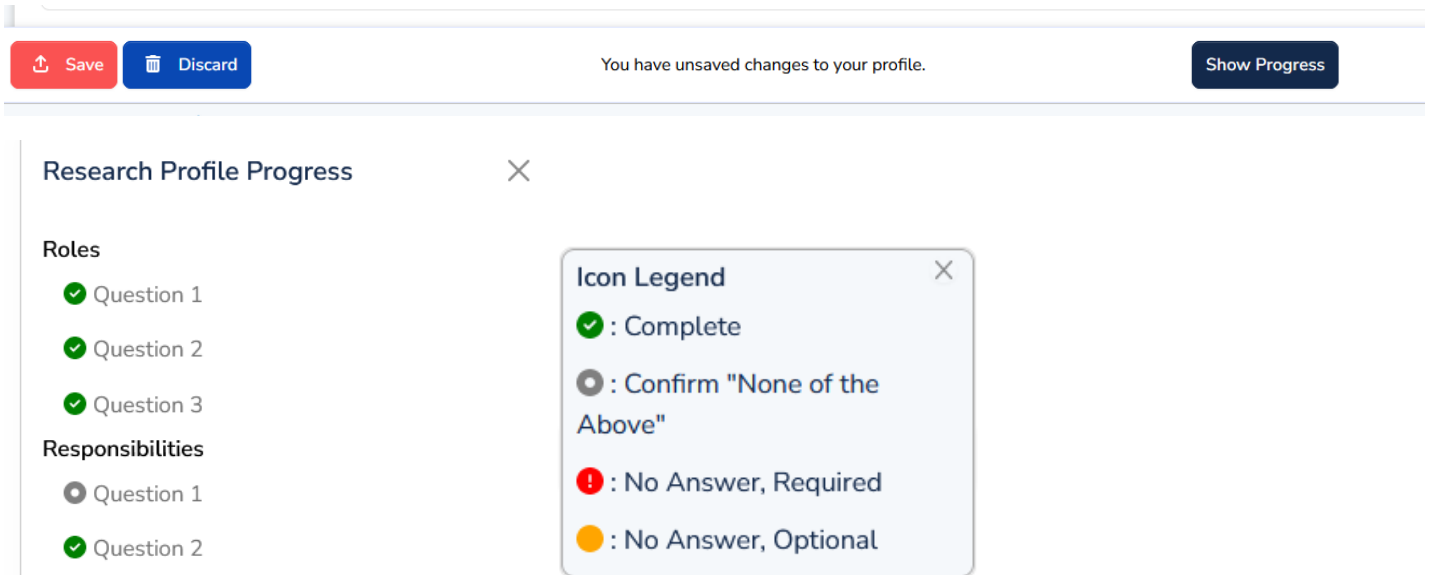 Save
Discard
You have unsaved changes to your profile.
Show Progress
Research Profile Progress
Roles
Question 1
Question 2
Question 3
Responsibilities
Question 1
Question 2
Icon Legend
: Complete
: Confirm "None of the
Above"
: No Answer, Required
: No Answer, Optional